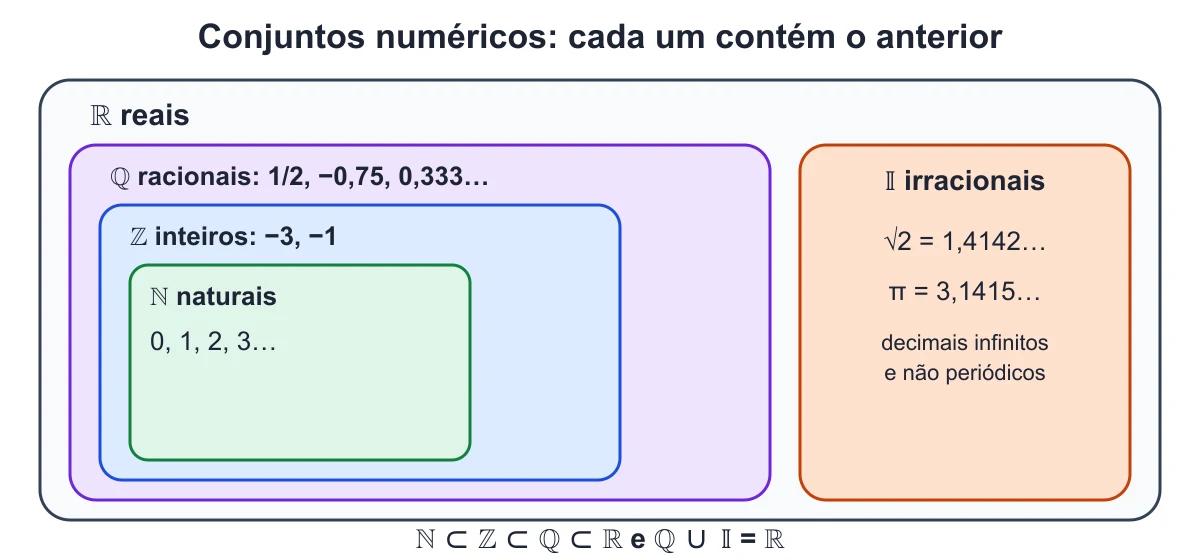 Conjuntos numéricos: cada um contém o anterior
ℝ reais
ℚ racionais: 1/2, −0,75, 0,333…
ℤ inteiros: −3, −1
ℕ naturais
0, 1, 2, 3…
𝕀 irracionais
√2 = 1,4142…
π = 3,1415…
decimais infinitos
e não periódicos
ℕ ⊂ ℤ ⊂ ℚ ⊂ ℝ e ℚ ∪ 𝕀 = ℝ